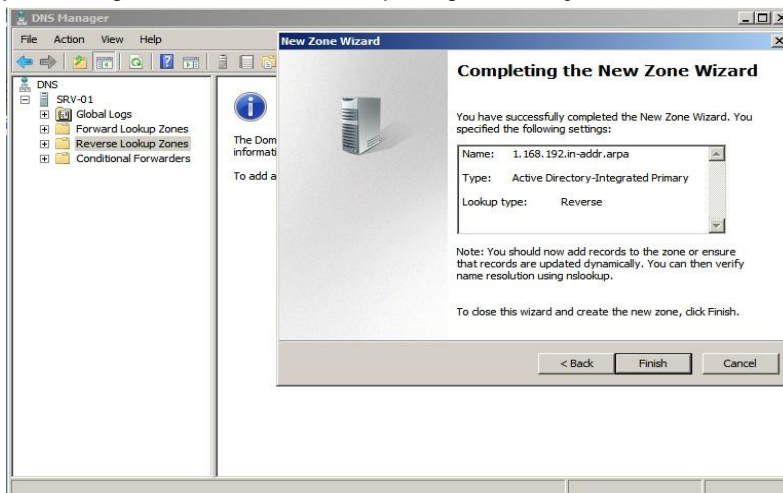 DNS Manager
File Action View Help
DNS
SRV-01
Global Logs
Forward Lookup Zones
Reverse Lookup Zones
Conditional Forwarders
The Dom
informati
To add a
New Zone Wizard
Completing the New Zone Wizard
You have successfully completed the New Zone Wizard. You
specified the following settings:
Name: 1.168.192.in-addr.arpa
Type: Active Directory-Integrated Primary
Lookup type: Reverse
Note: You should now add records to the zone or ensure
that records are updated dynamically. You can then verify
name resolution using nslookup.
To close this wizard and create the new zone, click Finish.
< Back Finish Cancel